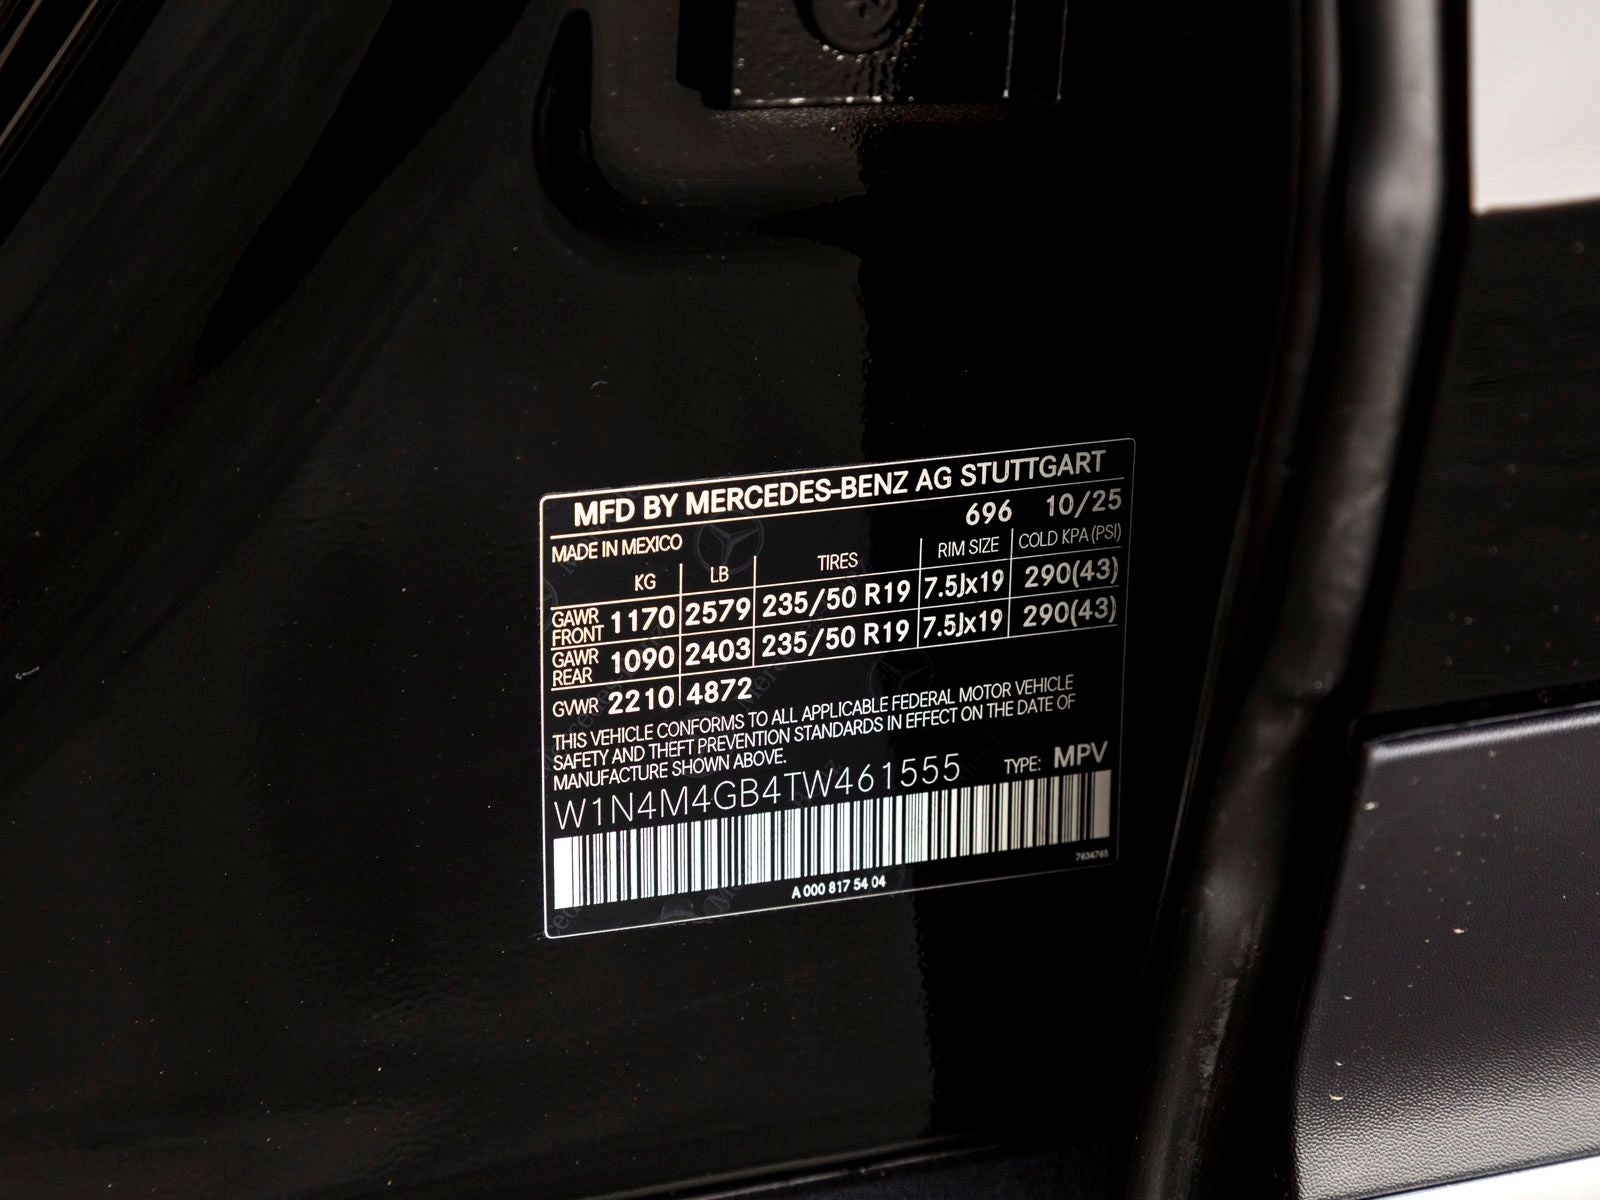 MFD BY MERCEDES-BENZ AG STUTTGART
696 10/25
MADE IN MEXICO
KG LB TIRES RIM SIZE COLD KPA (PSI)
GAWR FRONT 1170 2579 235/50 R19 7.5Jx19 290(43)
GAWR REAR 1090 2403 235/50 R19 7.5Jx19 290(43)
GVWR 2210 4872
THIS VEHICLE CONFORMS TO ALL APPLICABLE FEDERAL MOTOR VEHICLE
SAFETY AND THEFT PREVENTION STANDARDS IN EFFECT ON THE DATE OF
MANUFACTURE SHOWN ABOVE.
W1N4M4GB4TW461555 TYPE: MPV
7634765
A 000 817 54 04